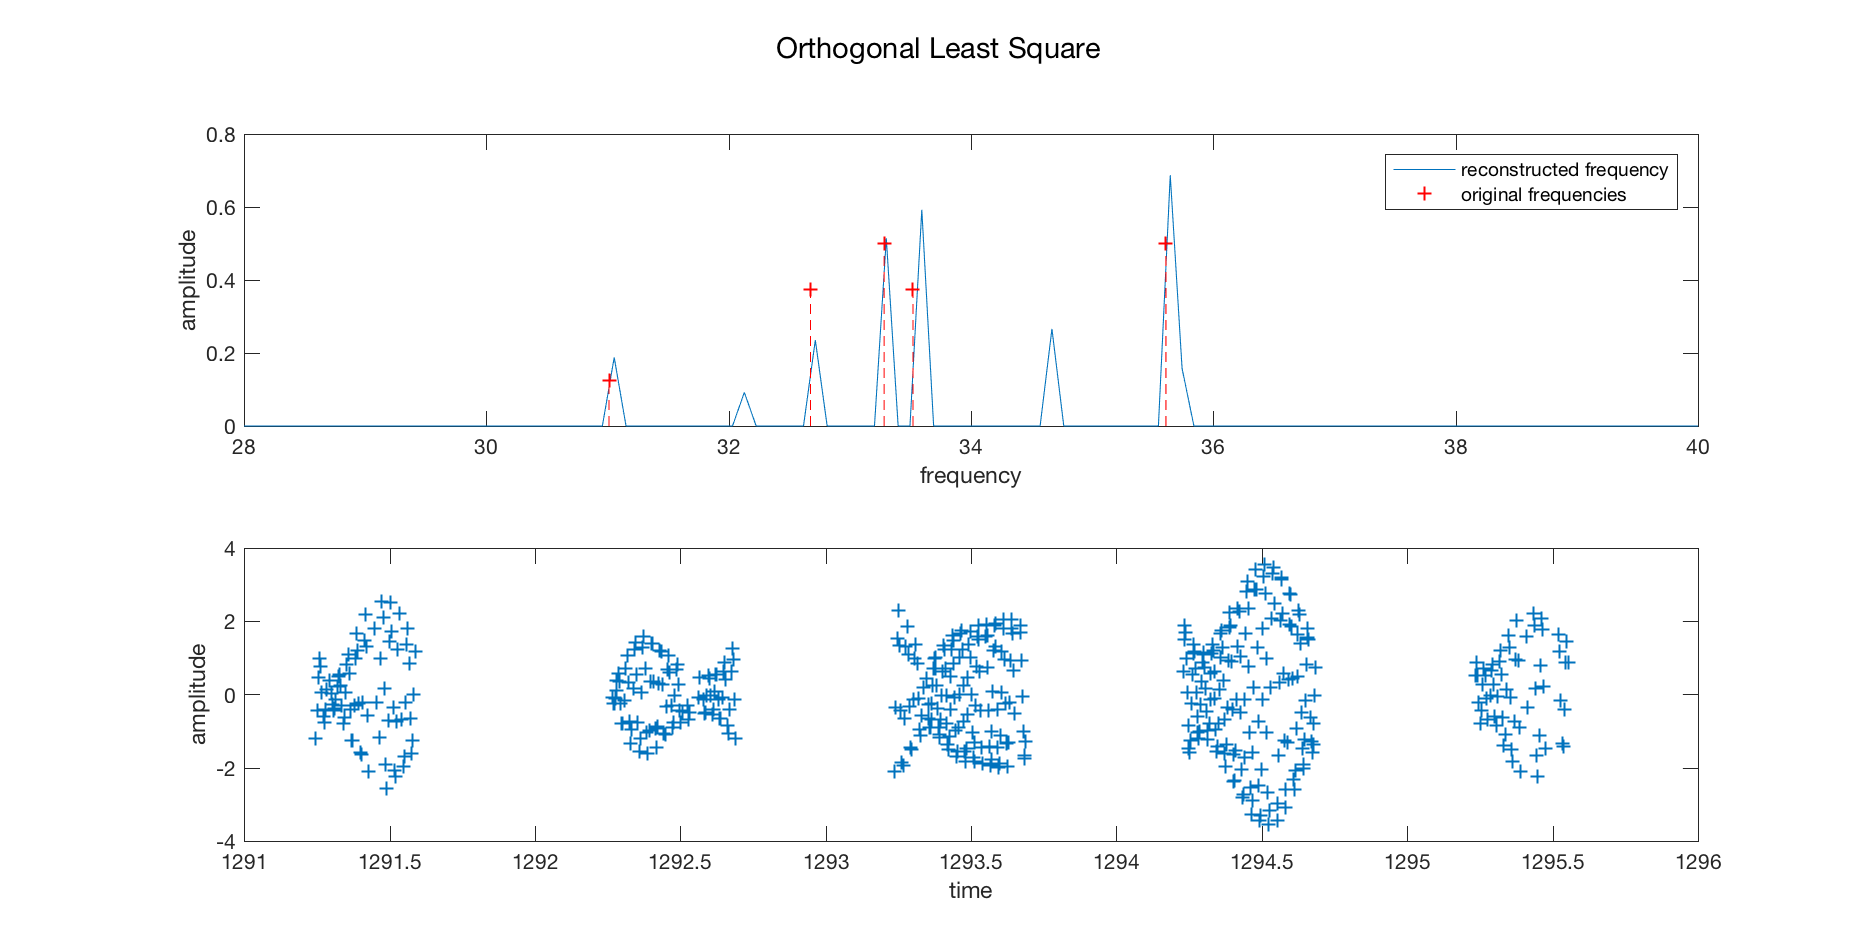 Orthogonal Least Square
0.8
0.6
0.4
0.2
0
amplitude
reconstructed frequency
original frequencies
28 30 32 34 36 38 40
frequency
4
2
0
-2
-4
amplitude
1291 1291.5 1292 1292.5 1293 1293.5 1294 1294.5 1295 1295.5 1296
time